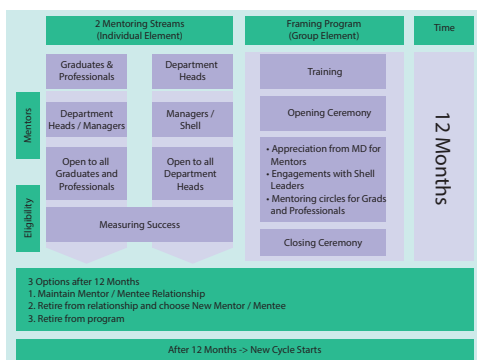 2 Mentoring Streams
(Individual Element)
Framing Program
(Group Element)
Time
Graduates &
Professionals
Department
Heads
Training
Mentors
Department
Heads / Managers
Managers /
Shell
Opening Ceremony
12 Months
Open to all
Graduates and
Professionals
Open to all
Department
Heads
• Appreciation from MD for
Mentors
• Engagements with Shell
Leaders
• Mentoring circles for Grads
and Professionals
Eligibility
Measuring Success
Closing Ceremony
3 Options after 12 Months
1. Maintain Mentor / Mentee Relationship
2. Retire from relationship and choose New Mentor / Mentee
3. Retire from program
After 12 Months -> New Cycle Starts